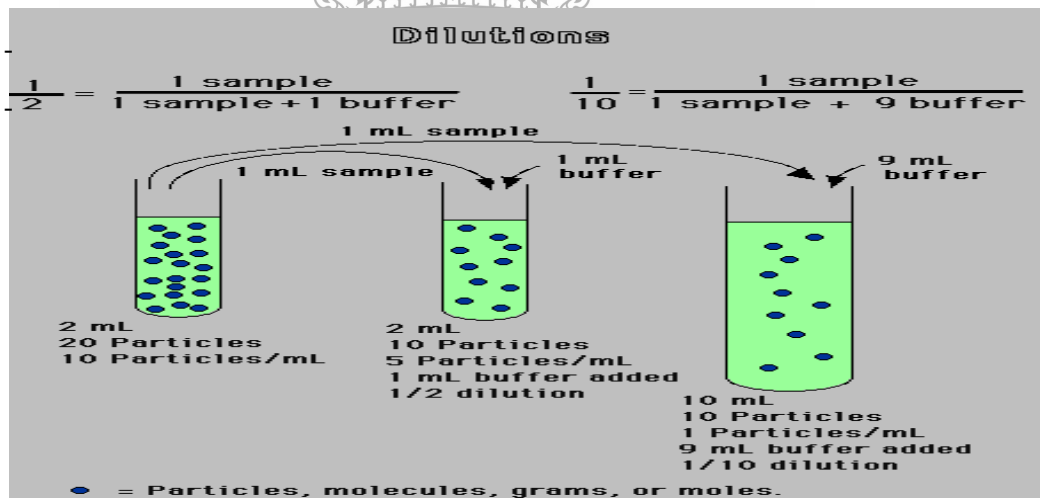 Dilutions
1/2 = 1 sample / 1 sample + 1 buffer
1/10 = 1 sample / 1 sample + 9 buffer
1 mL sample
1 mL sample
1 mL
buffer
9 mL
buffer
2 mL
20 Particles
10 Particles/mL
2 mL
10 Particles
5 Particles/mL
1 mL buffer added
1/2 dilution
10 mL
10 Particles
1 Particles/mL
9 mL buffer added
1/10 dilution
= Particles, molecules, grams, or moles.